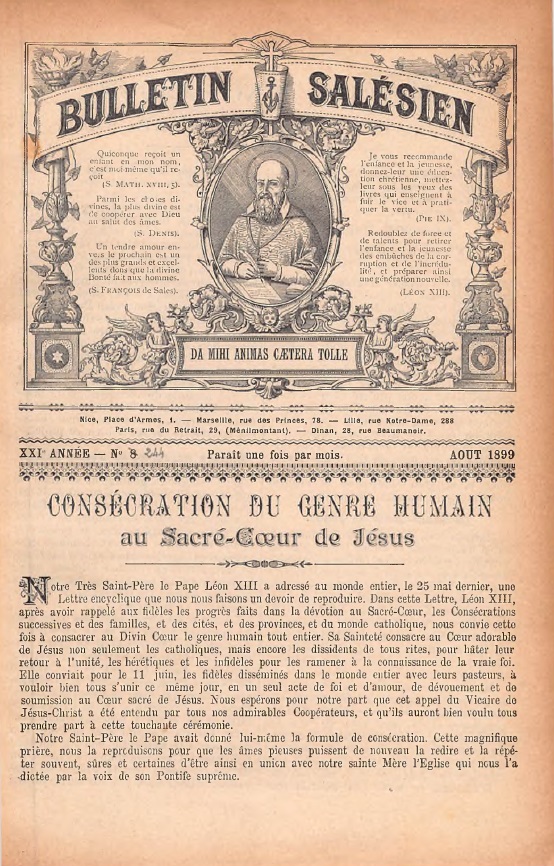 BULLETIN SALÉSIEN
Quiconque reçoit un
enfant en mon nom,
c'est moi-même qu'il re-
çoit
(S. MATH. XVIII, 5).
Parmi les choses di-
vines, la plus divine est
de coopérer avec Dieu
au salut des âmes.
(S. DENIS).
Un tendre amour en-
vers le prochain est un
des plus grands et excel-
lents dons que la divine
Bonté fait aux hommes.
(S. FRANÇOIS de Sales).
Je vous recommande
l'enfance et la jeunesse,
donnez-leur une éduca-
tion chrétienne, mettez-
leur sous les yeux des
livres qui enseignent à
fuir le vice et à prati-
quer la vertu.
(PIE IX).
Redoublez de force et
de talents pour retirer
l'enfance et la jeunesse
des embûches de la cor-
ruption et de l'incrédu-
lité, et préparer ainsi
une génération nouvelle.
(LÉON XIII).
DA MIHI ANIMAS CÆTERA TOLLE
Nice, Place d'Armes, 1. — Marseille, rue des Princes, 78. — Lille, rue Notre-Dame, 288
Paris, rue du Retrait, 29, (Ménilmontant). — Dinan, 28, rue Beaumanoir.
XXIe ANNÉE — No 8 244 Paraît une fois par mois. AOUT 1899
CONSÉCRATION DU GENRE HUMAIN
au Sacré-Cœur de Jésus
Notre Très Saint-Père le Pape Léon XIII a adressé au monde entier, le 25 mai dernier, une
Lettre encyclique que nous nous faisons un devoir de reproduire. Dans cette Lettre, Léon XIII,
après avoir rappelé aux fidèles les progrès faits dans la dévotion au Sacré-Cœur, les Consécrations
successives et des familles, et des cités, et des provinces, et du monde catholique, nous convie cette
fois à consacrer au Divin Cœur le genre humain tout entier. Sa Sainteté consacre au Cœur adorable
de Jésus non seulement les catholiques, mais encore les dissidents de tous rites, pour hâter leur
retour à l'unité, les hérétiques et les infidèles pour les ramener à la connaissance de la vraie foi.
Elle conviait pour le 11 juin, les fidèles disséminés dans le monde entier avec leurs pasteurs, à
vouloir bien tous s'unir ce même jour, en un seul acte de foi et d'amour, de dévouement et de
soumission au Cœur sacré de Jésus. Nous espérons pour notre part que cet appel du Vicaire de
Jésus-Christ a été entendu par tous nos admirables Coopérateurs, et qu'ils auront bien voulu tous
prendre part à cette touchante cérémonie.
Notre Saint-Père le Pape avait donné lui-même la formule de consécration. Cette magnifique
prière, nous la reproduisons pour que les âmes pieuses puissent de nouveau la redire et la répé-
ter souvent, sûres et certaines d'être ainsi en union avec notre sainte Mère l'Eglise qui nous l'a
dictée par la voix de son Pontife suprême.